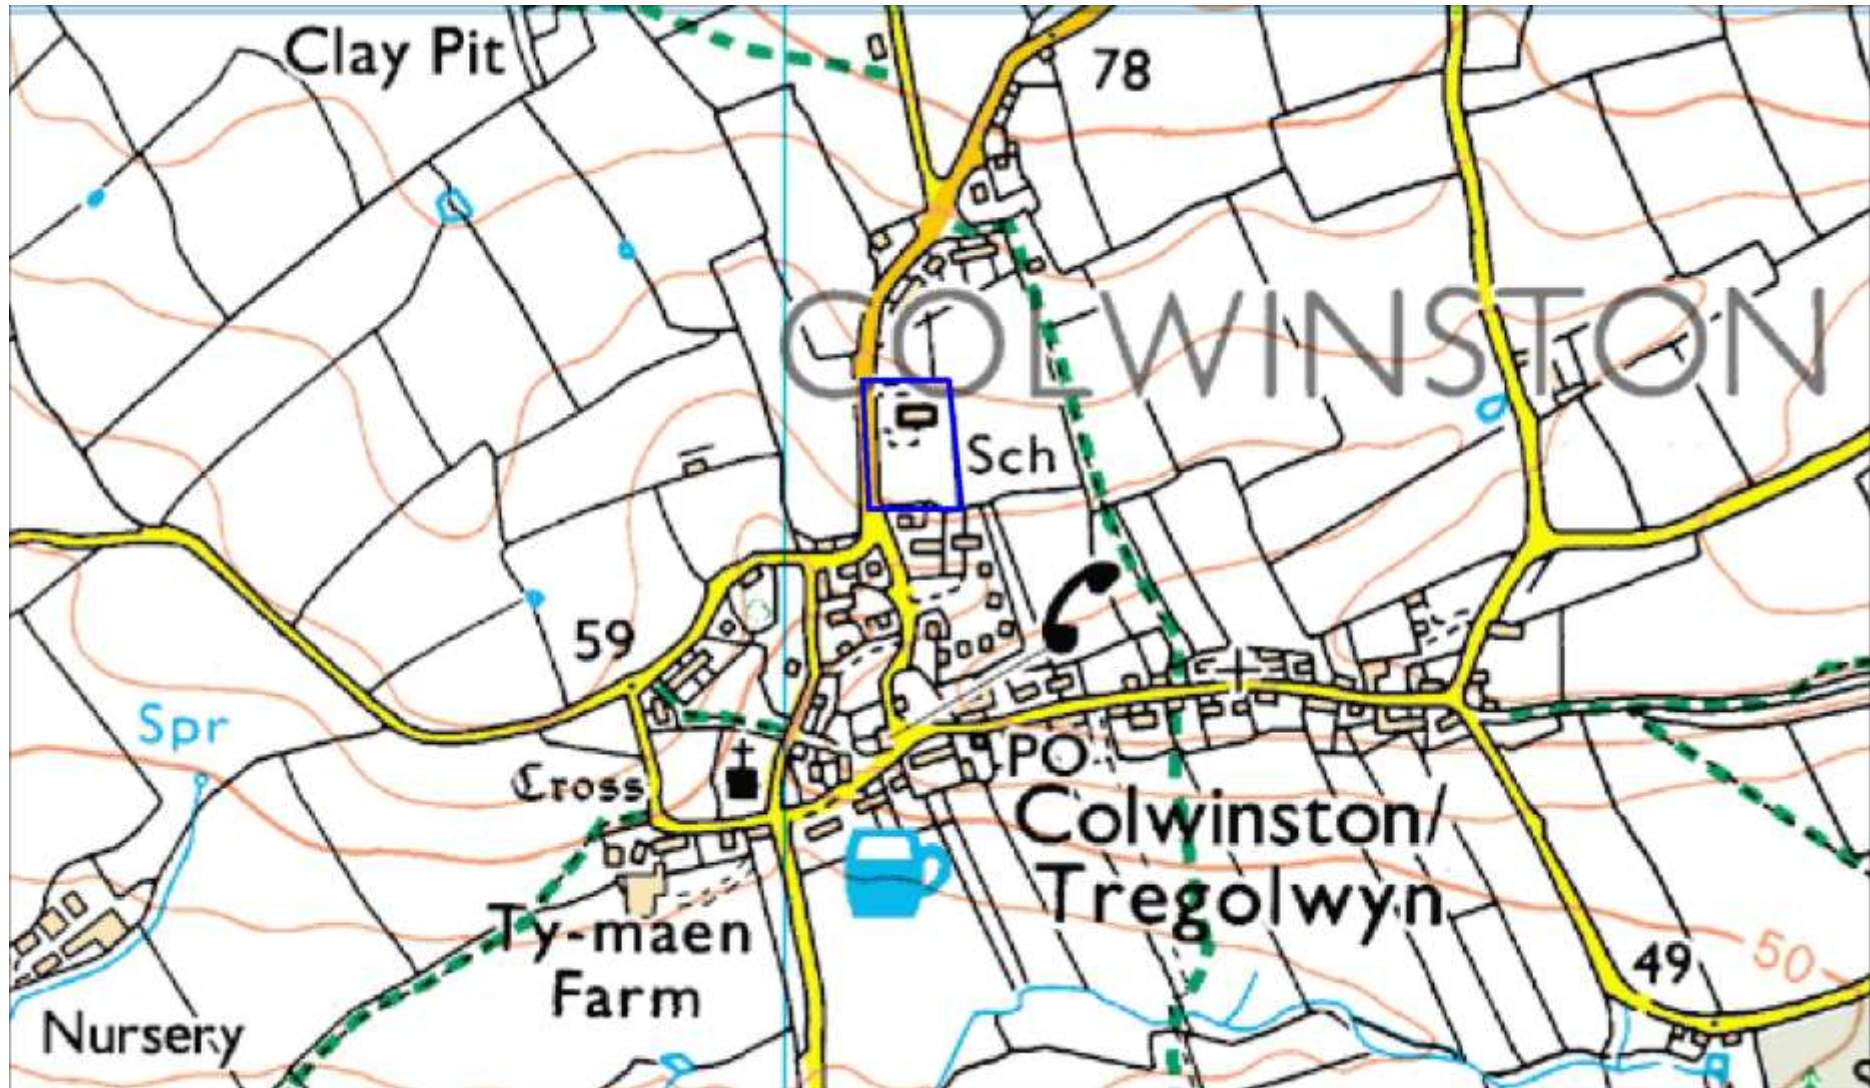 Clay Pit
78
COLWINSTON
Sch
59
Spr
PO
Cross
Colwinston/
Tregolwyn
Ty-maen
Farm
49
50
Nursery